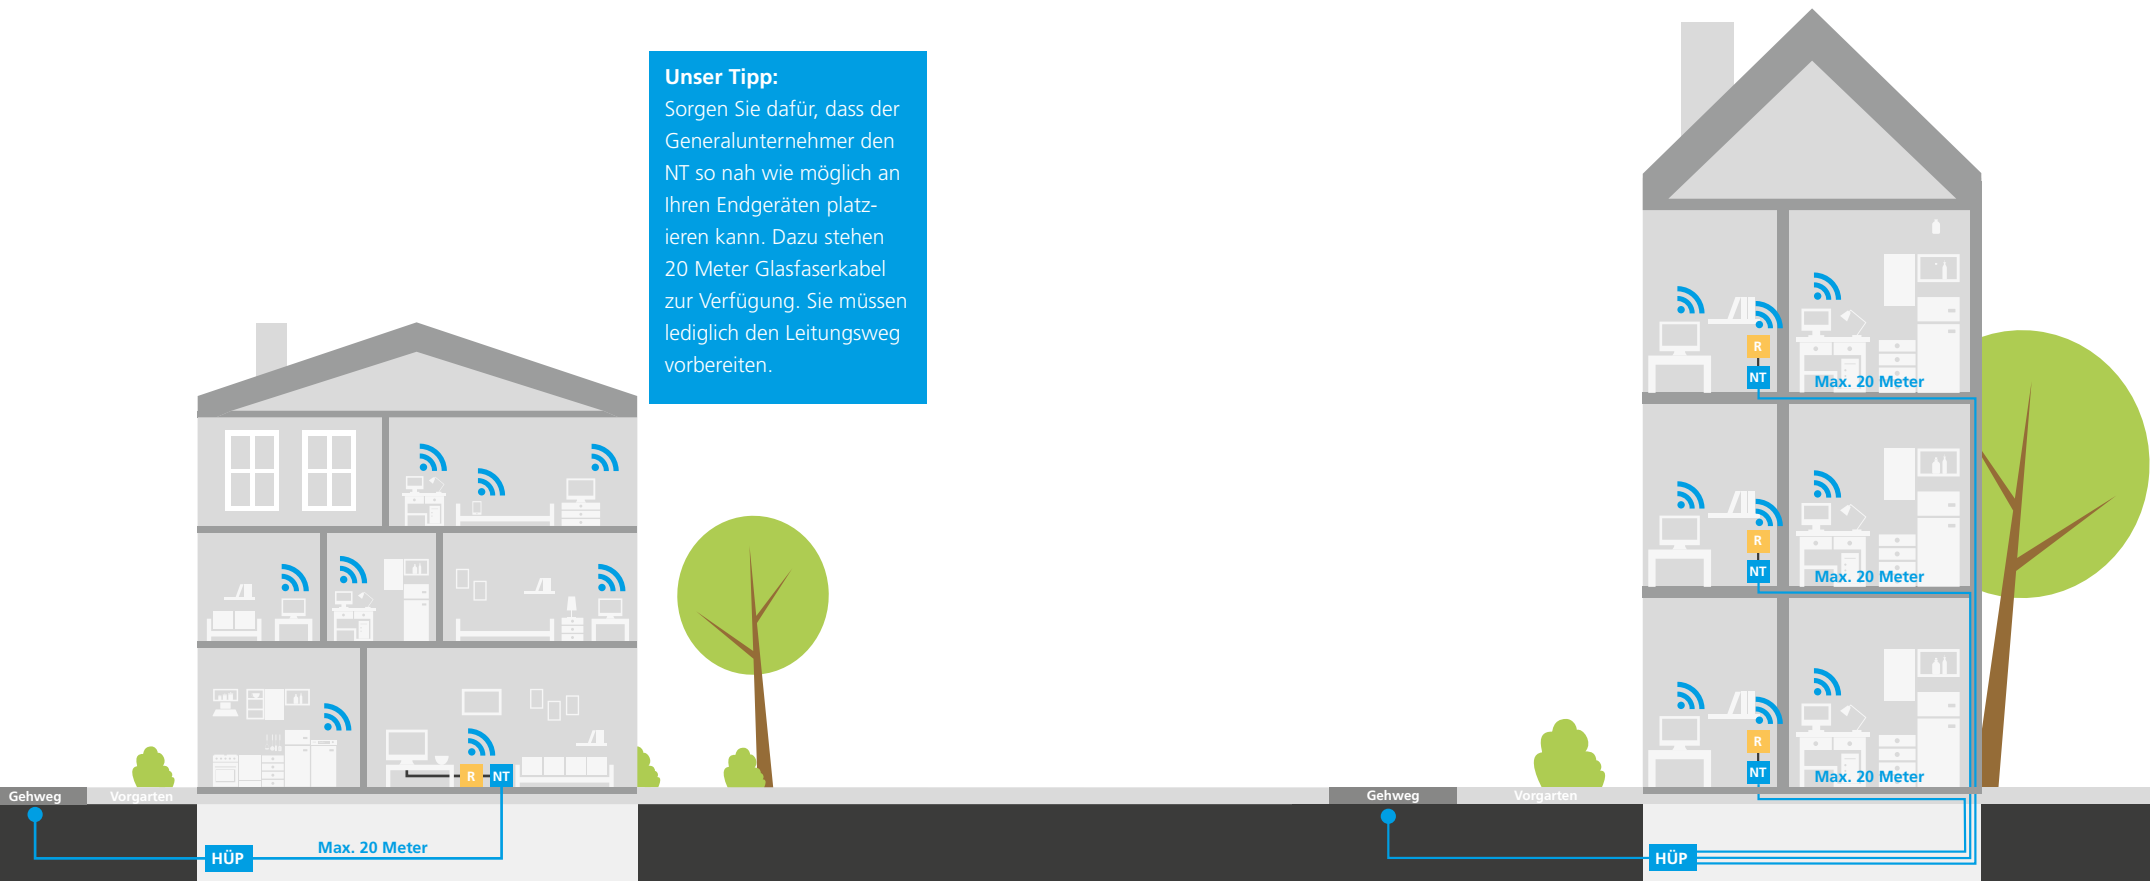 Unser Tipp:
Sorgen Sie dafür, dass der
Generalunternehmer den
NT so nah wie möglich an
Ihren Endgeräten platz-
ieren kann. Dazu stehen
20 Meter Glasfaserkabel
zur Verfügung. Sie müssen
lediglich den Leitungsweg
vorbereiten.
R
NT
Gehweg
Vorgarten
HÜP
Max. 20 Meter
R
NT
Max. 20 Meter
R
NT
Max. 20 Meter
R
NT
Max. 20 Meter
Gehweg
Vorgarten
HÜP